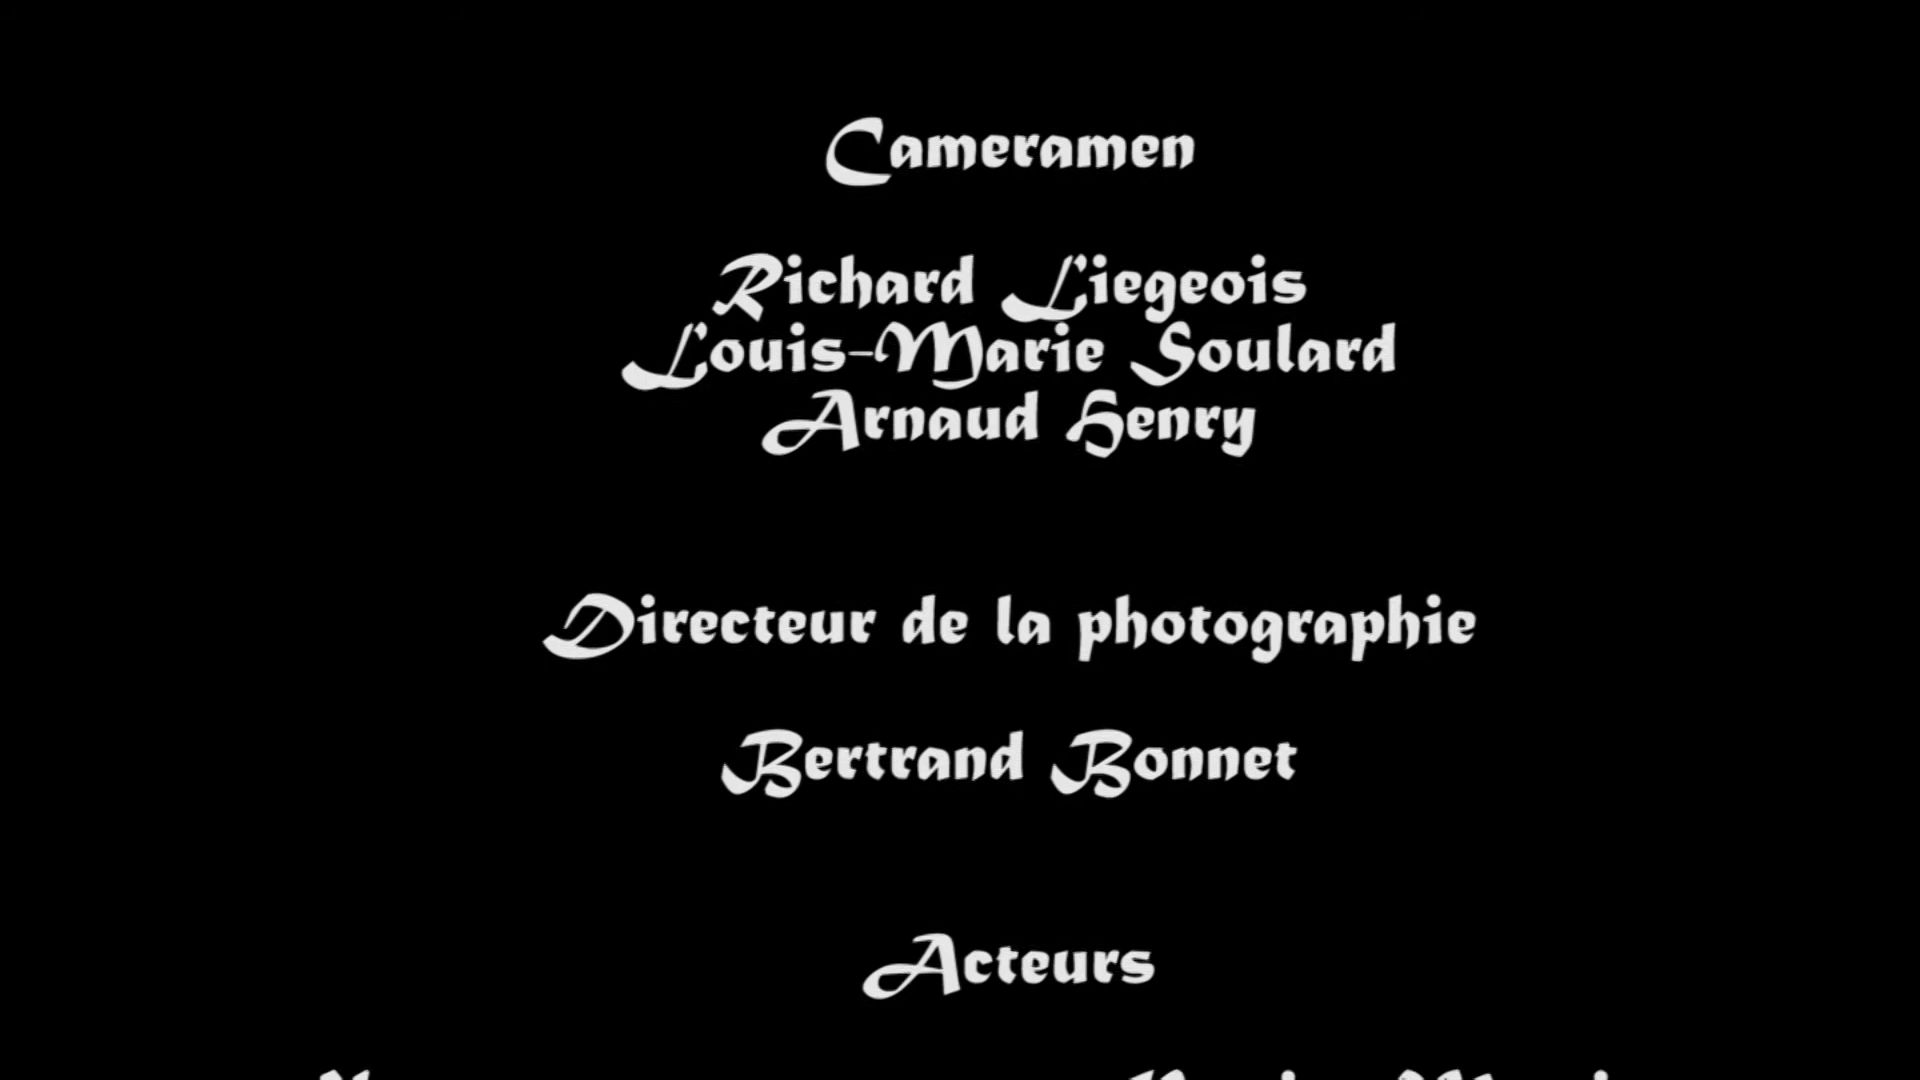 Cameramen
Richard Liegeois
Louis-Marie Soulard
Arnaud Henry
Directeur de la photographie
Bertrand Bonnet
Acteurs